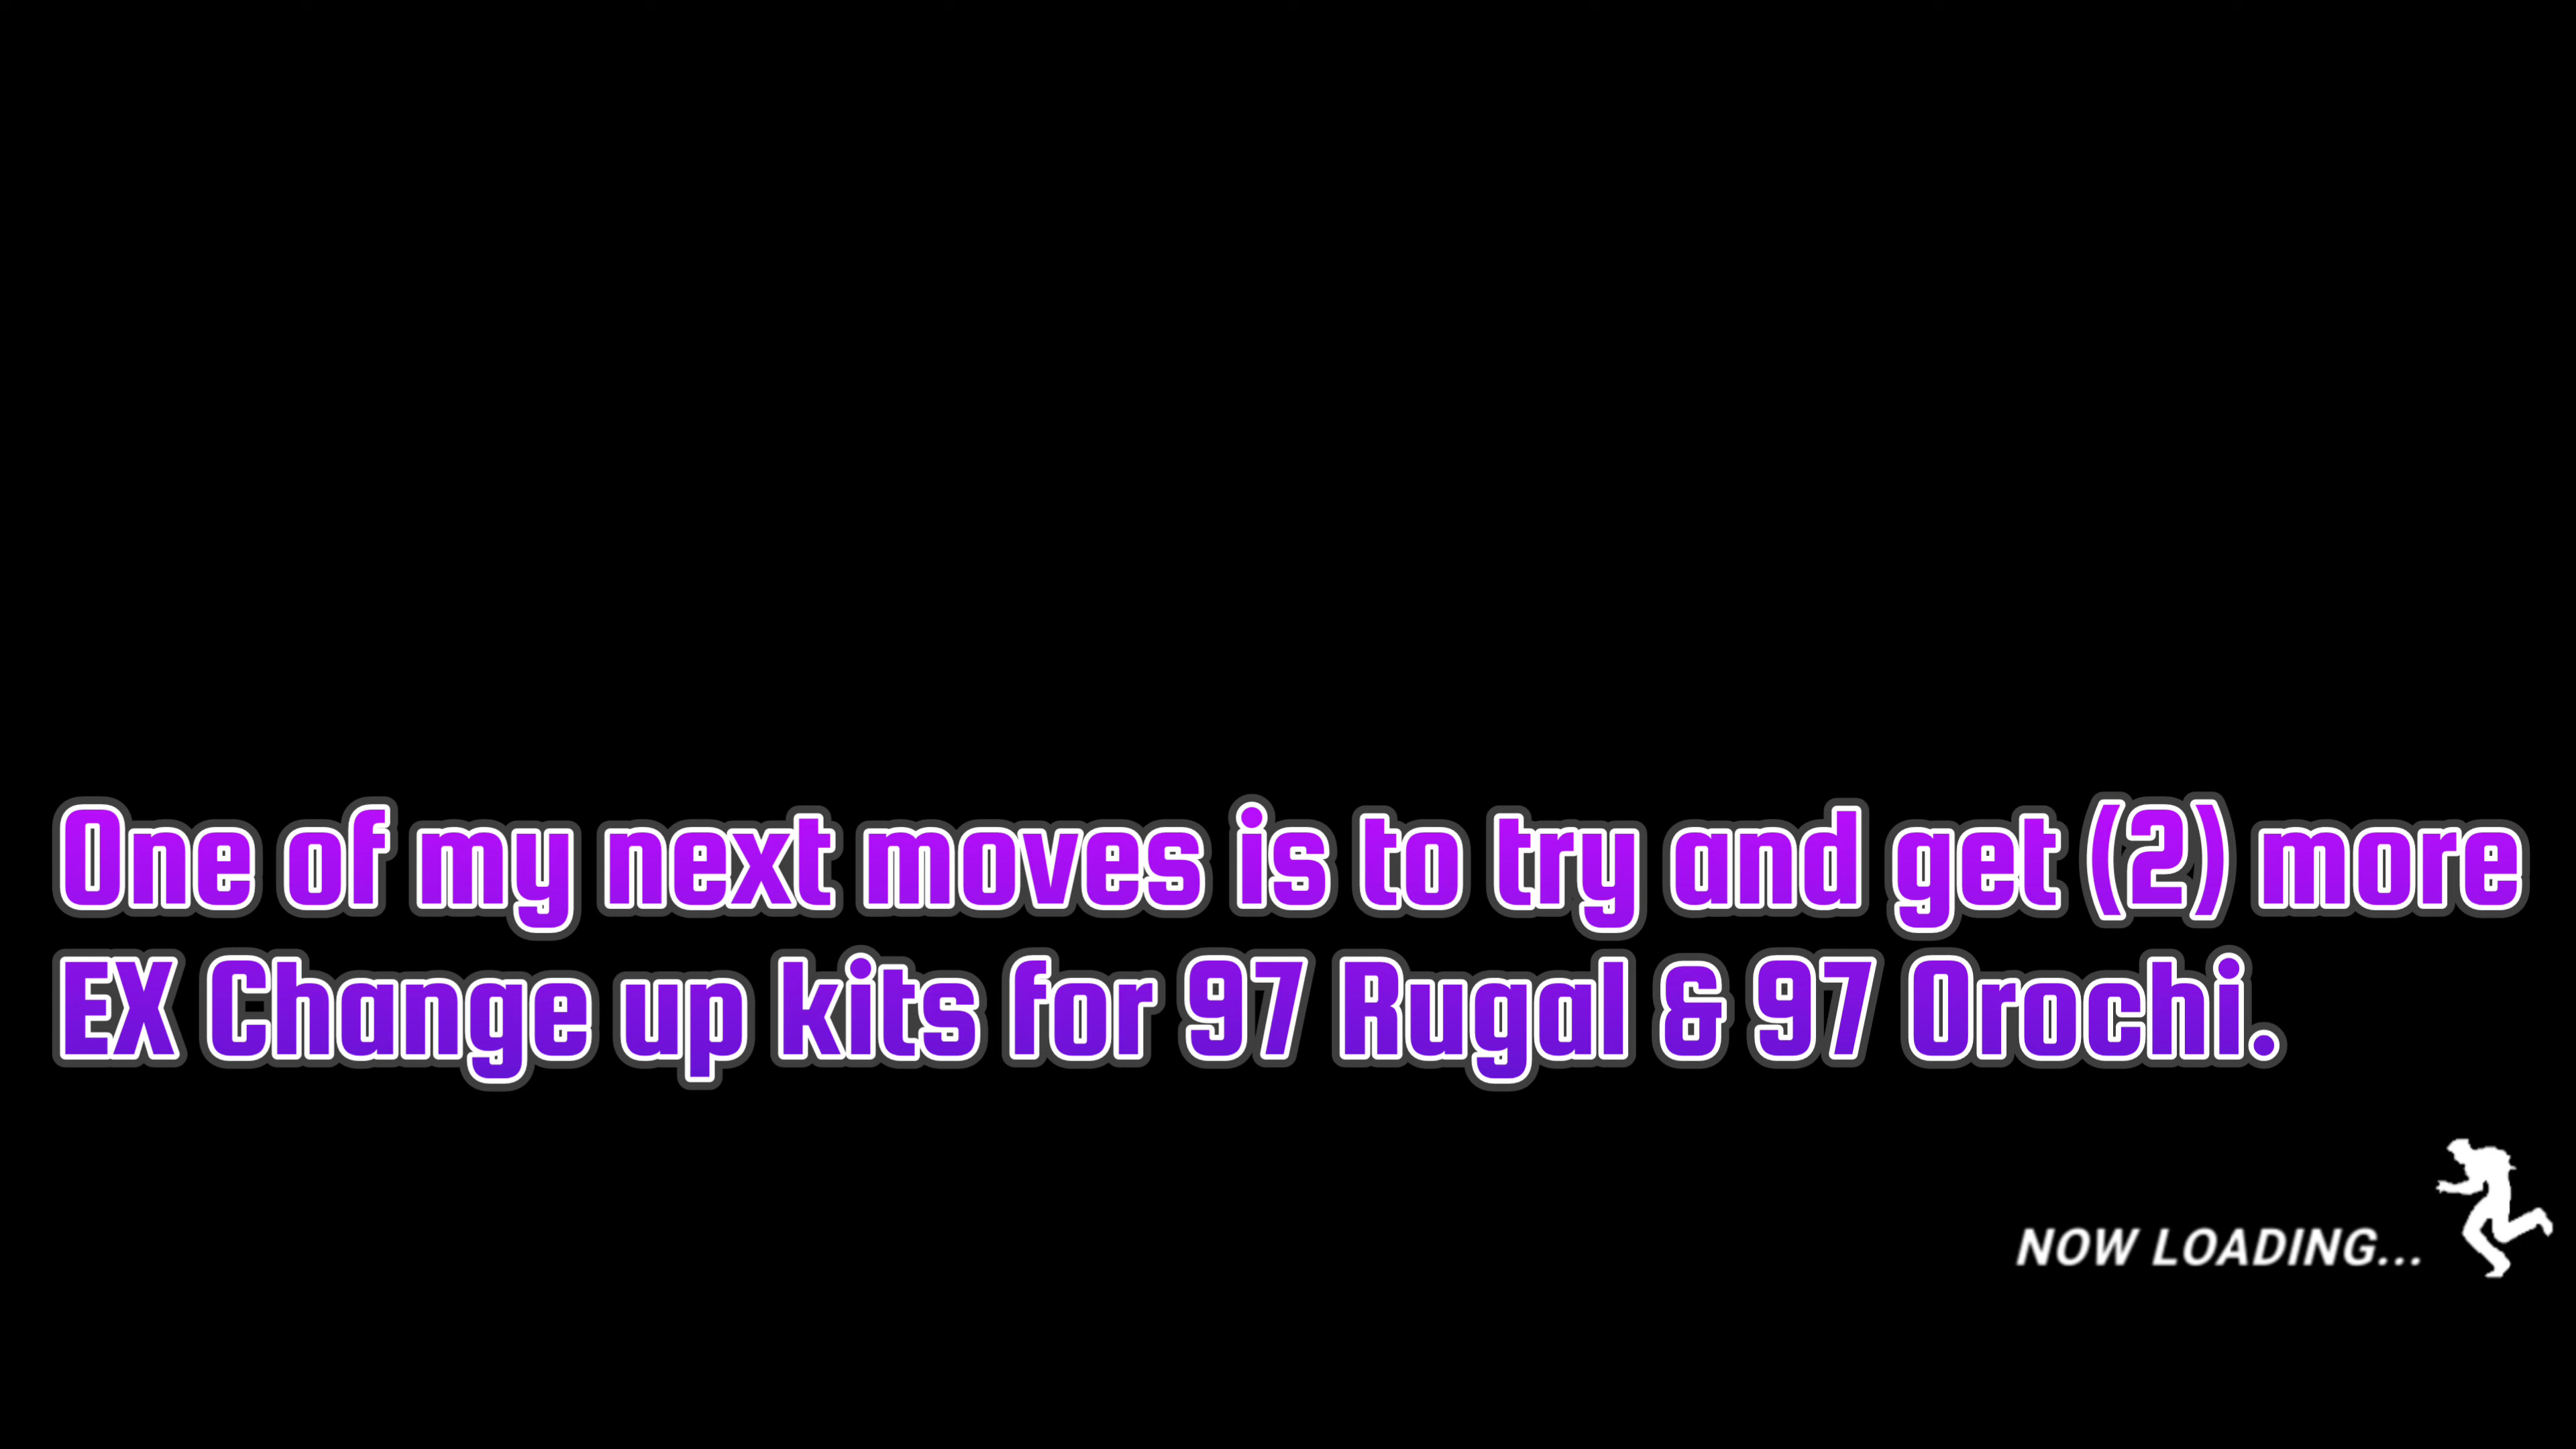 One of my next moves is to try and get (2) more
EX Change up kits for 97 Rugal & 97 Orochi.
NOW LOADING...